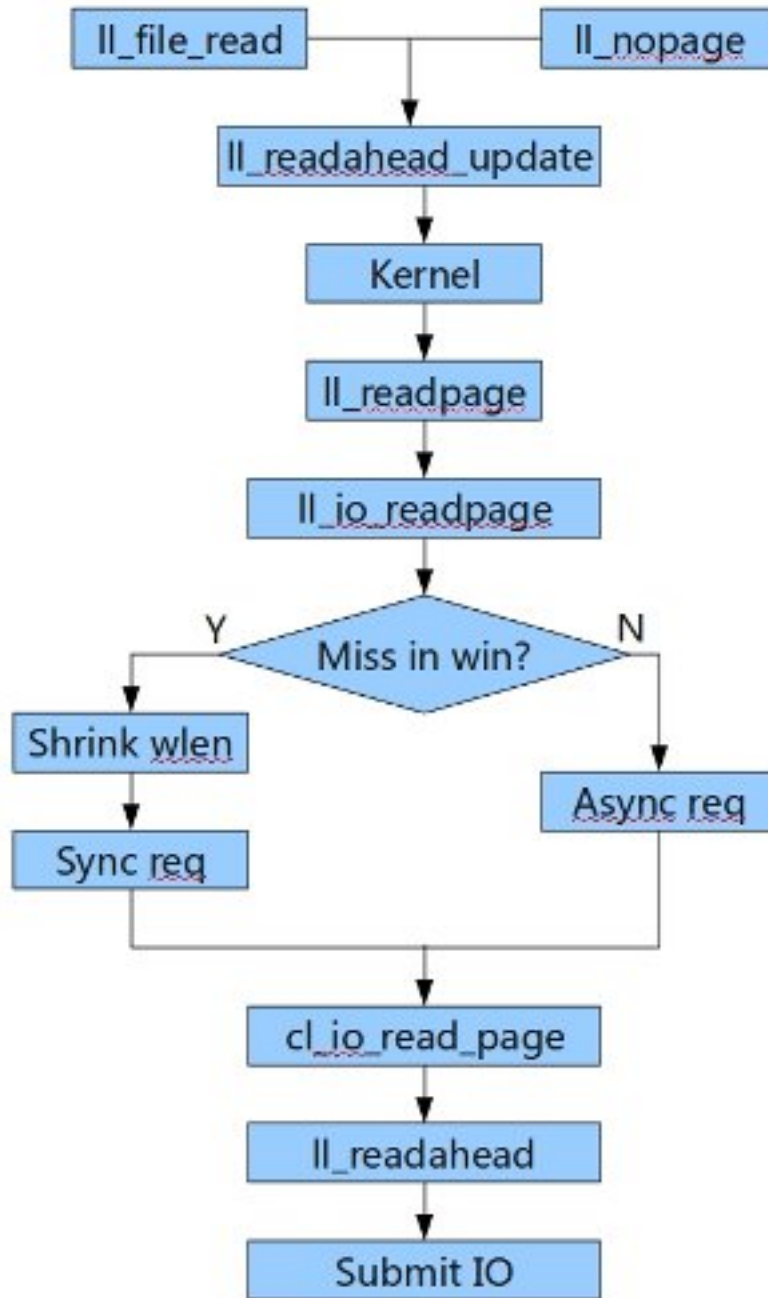 ll_file_read
ll_nopage
ll_readahead_update
Kernel
ll_readpage
ll_io_readpage
Miss in win?
Y
N
Shrink wlen
Async req
Sync req
cl_io_read_page
ll_readahead
Submit IO